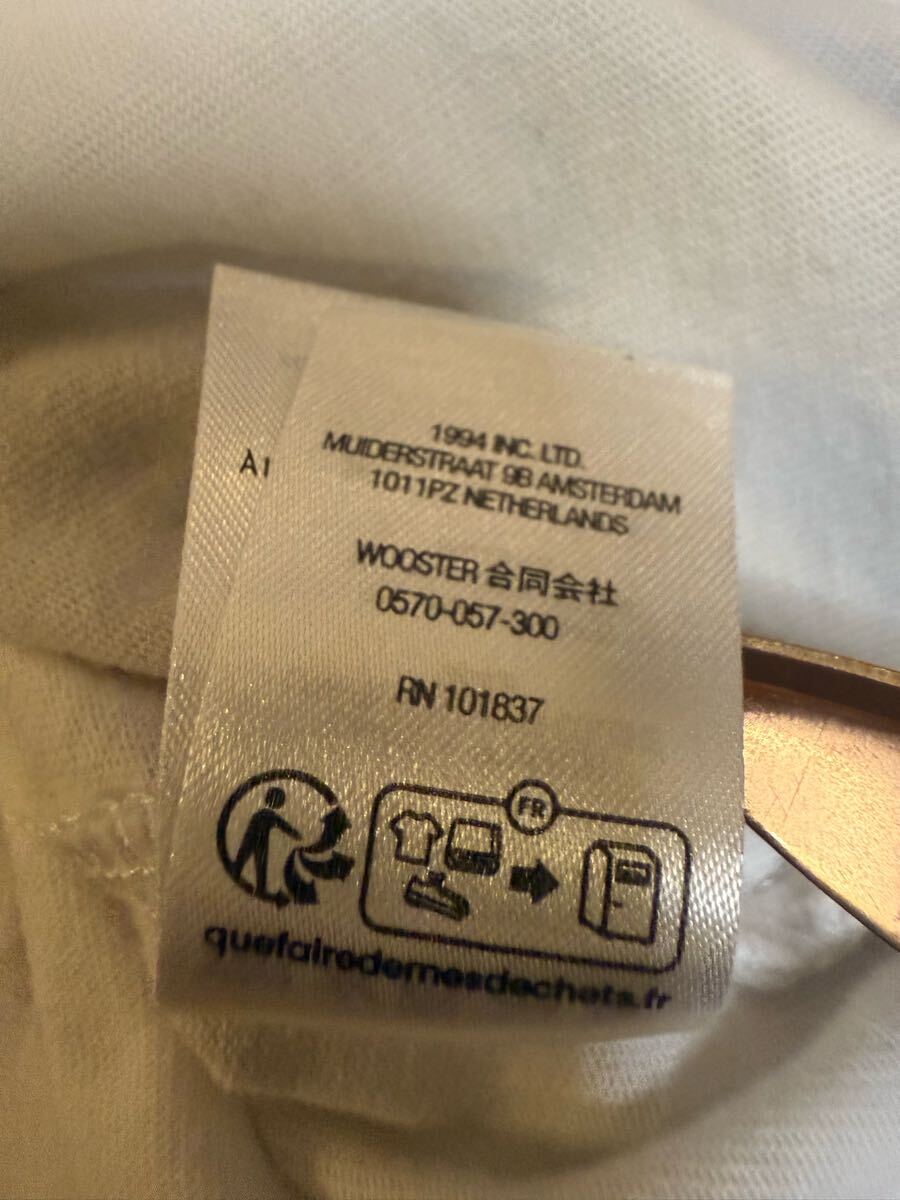 1994 INC. LTD.
MUIDERSTRAAT 9B AMSTERDAM
1011PZ NETHERLANDS
WOOSTER 合同会社
0570-057-300
RN 101837
FR
quefairedemesdechets.fr
A1